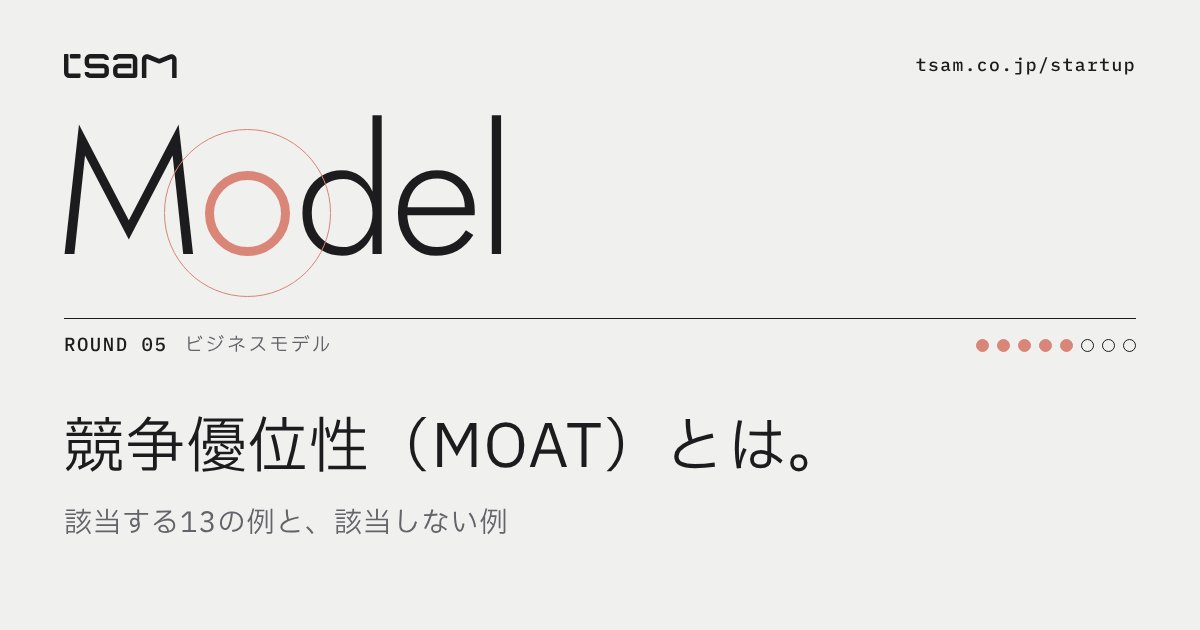 tsam
tsam.co.jp/startup
Model
ROUND 05 ビジネスモデル
競争優位性（MOAT）とは。
該当する13の例と、該当しない例